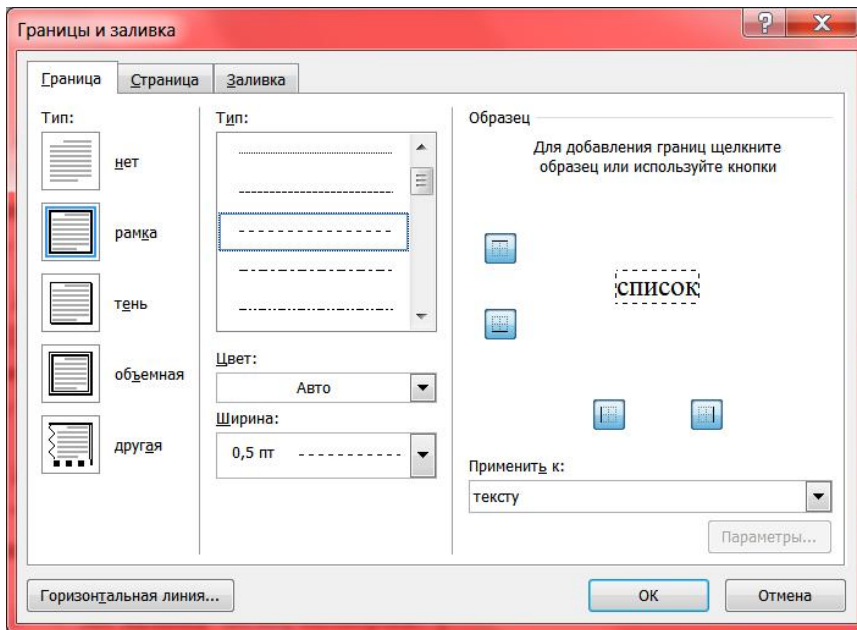 Границы и заливка
Граница
Страница
Заливка
Тип:
нет
рамка
тень
объемная
другая
Тип:
Цвет:
Авто
Ширина:
0,5 пт
Образец
Для добавления границ щелкните
образец или используйте кнопки
список
Применить к:
тексту
Параметры...
Горизонтальная линия...
ОК
Отмена